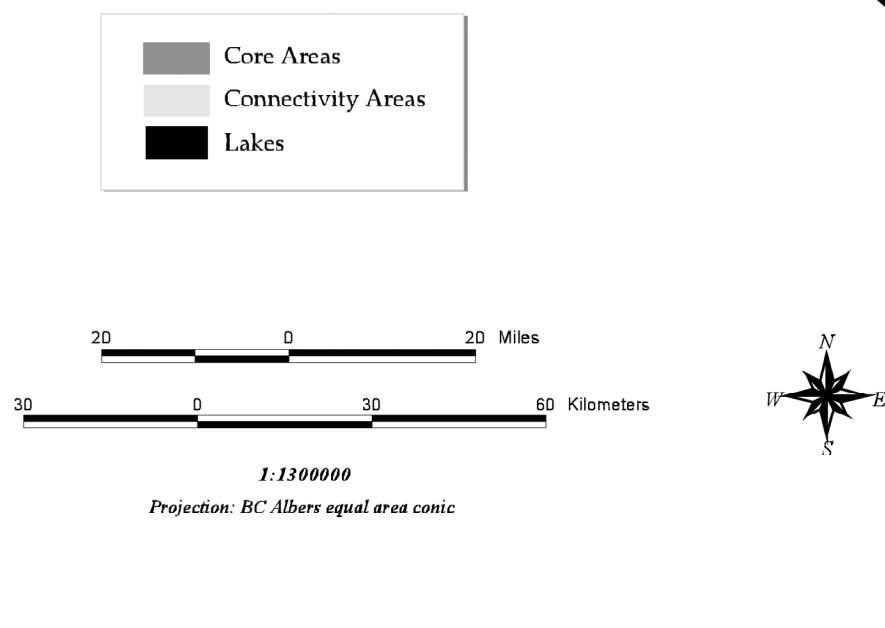 Core Areas
Connectivity Areas
Lakes
20 0 20 Miles
30 0 30 60 Kilometers
N
W E
S
1:1300000
Projection: BC Albers equal area conic